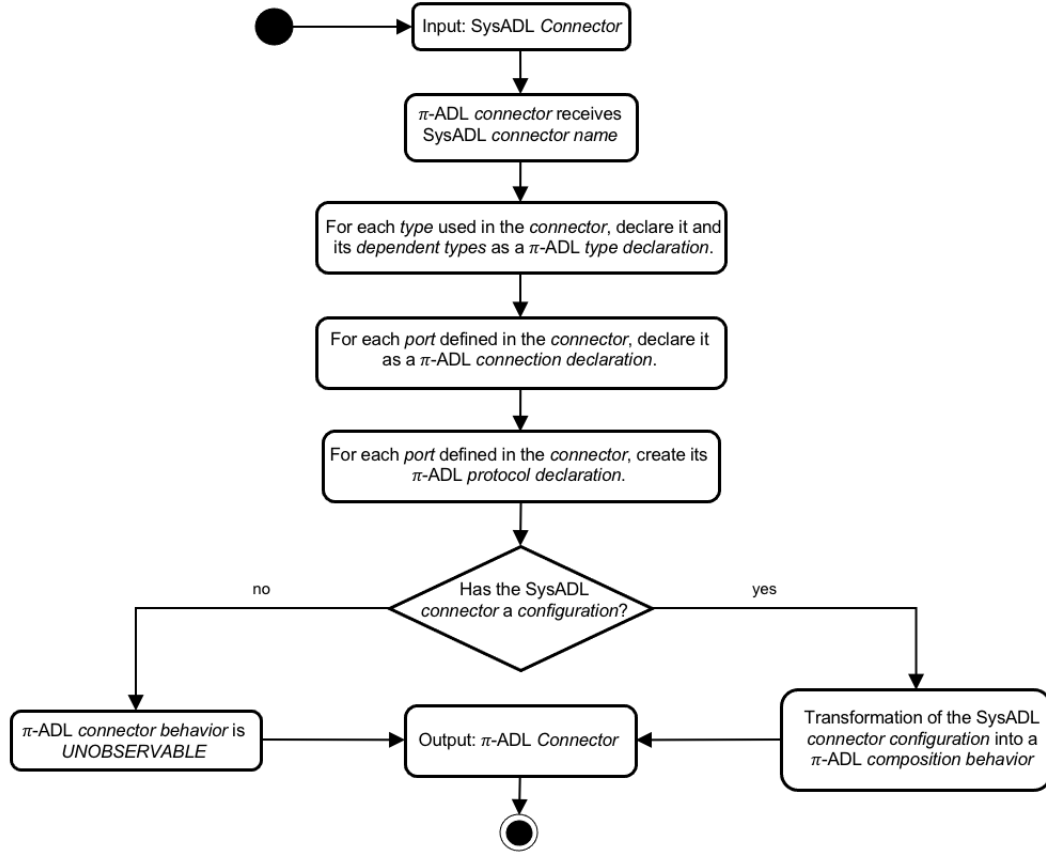 Input: SysADL Connector
π-ADL connector receives
SysADL connector name
For each type used in the connector, declare it and
its dependent types as a π-ADL type declaration.
For each port defined in the connector, declare it
as a π-ADL connection declaration.
For each port defined in the connector, create its
π-ADL protocol declaration.
Has the SysADL
connector a configuration?
no
yes
π-ADL connector behavior is
UNOBSERVABLE
Output: π-ADL Connector
Transformation of the SysADL
connector configuration into a
π-ADL composition behavior